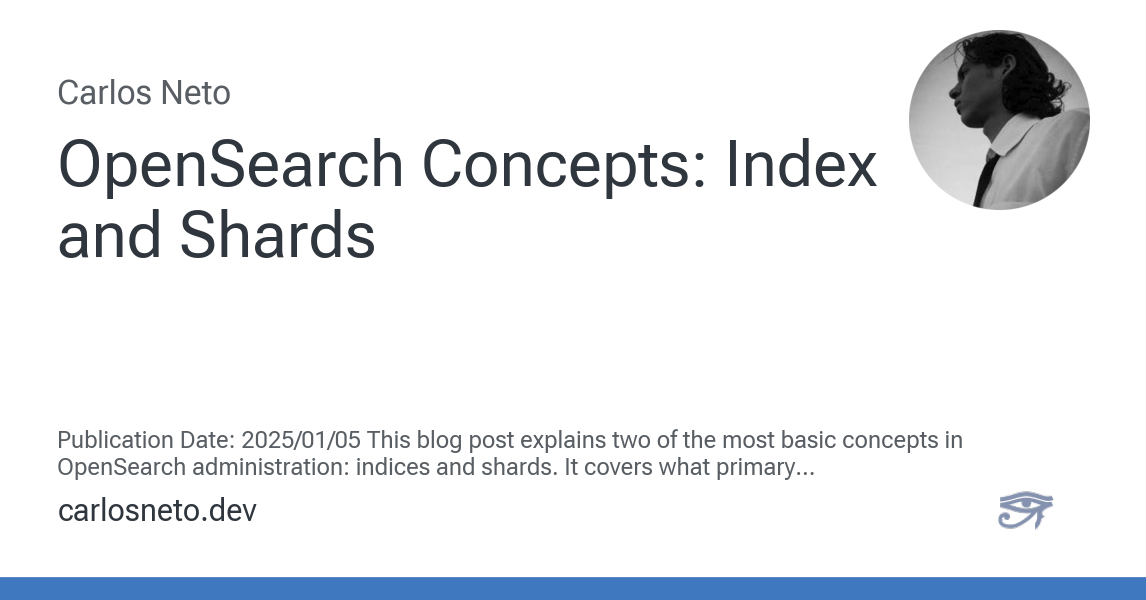 Carlos Neto
OpenSearch Concepts: Index
and Shards
Publication Date: 2025/01/05 This blog post explains two of the most basic concepts in
OpenSearch administration: indices and shards. It covers what primary...
carlosneto.dev